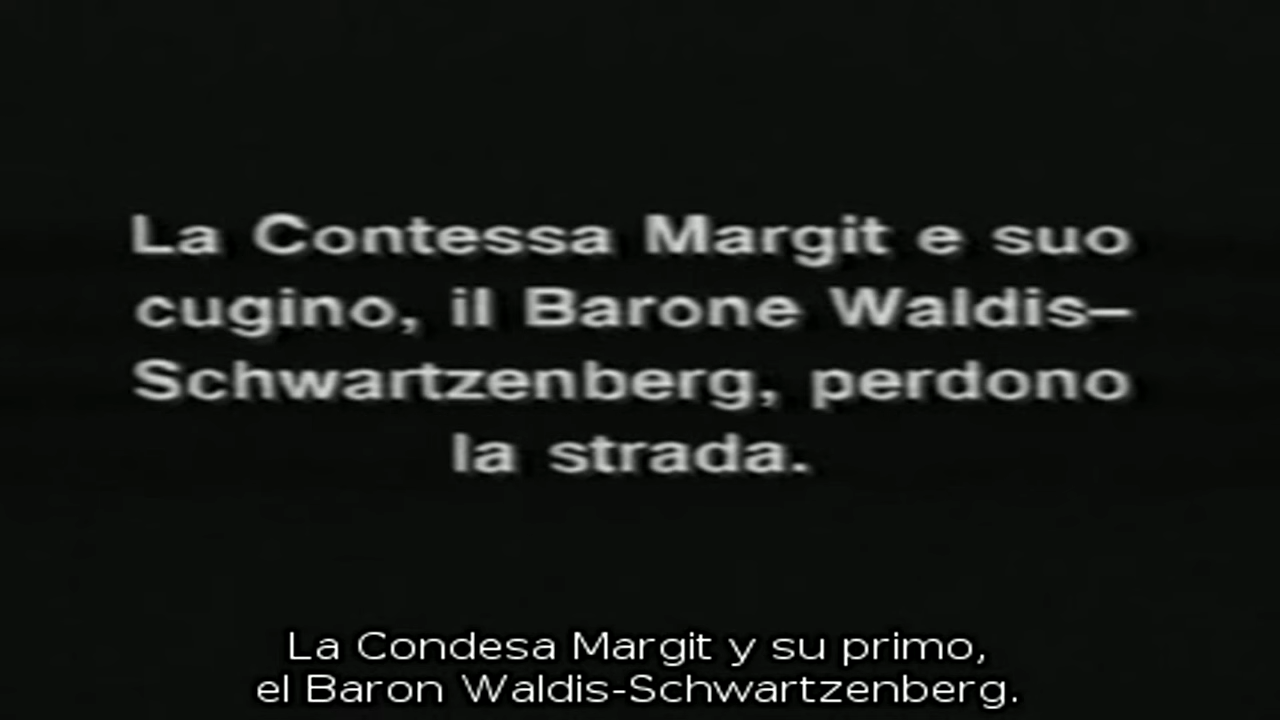 La Contessa Margit e suo
cugino, il Barone Waldis–
Schwartzenberg, perdono
la strada.
La Condesa Margit y su primo,
el Baron Waldis-Schwartzenberg.